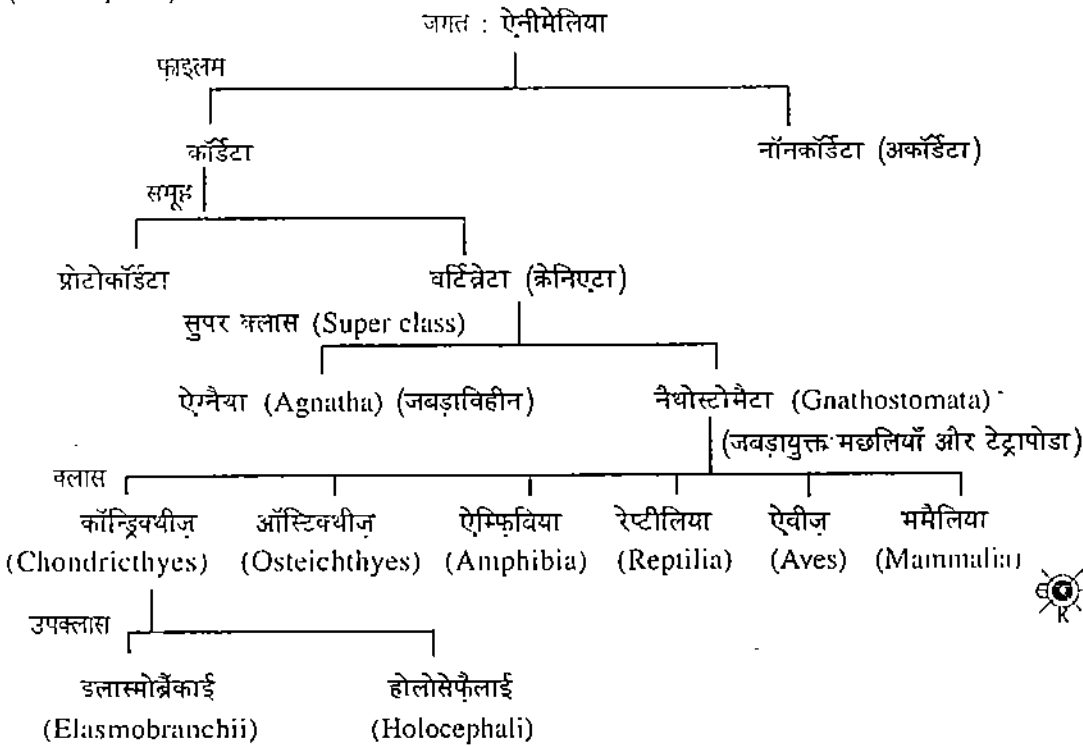 जगत : ऐनीमेलिया
फ़ाइलम
कॉर्डेटा नॉनकॉर्डेटा (अकॉर्डेटा)
समूह
प्रोटोकॉर्डेटा वर्टिब्रेटा (क्रेनिएटा)
सुपर क्लास (Super class)
ऐग्नैया (Agnatha) (जबड़ाविहीन) नैथोस्टोमैटा (Gnathostomata)
(जबड़ायुक्त मछलियाँ और टेट्रापोडा)
क्लास
कॉन्ड्रिक्थीज़ ऑस्टिक्थीज़ ऐम्फ़िबिया रेप्टीलिया ऐवीज़ ममैलिया
(Chondricthyes) (Osteichthyes) (Amphibia) (Reptilia) (Aves) (Mammalia)
K
उपक्लास
इलास्मोब्रैंकाई होलोसेफ़ैलाई
(Elasmobranchii) (Holocephali)